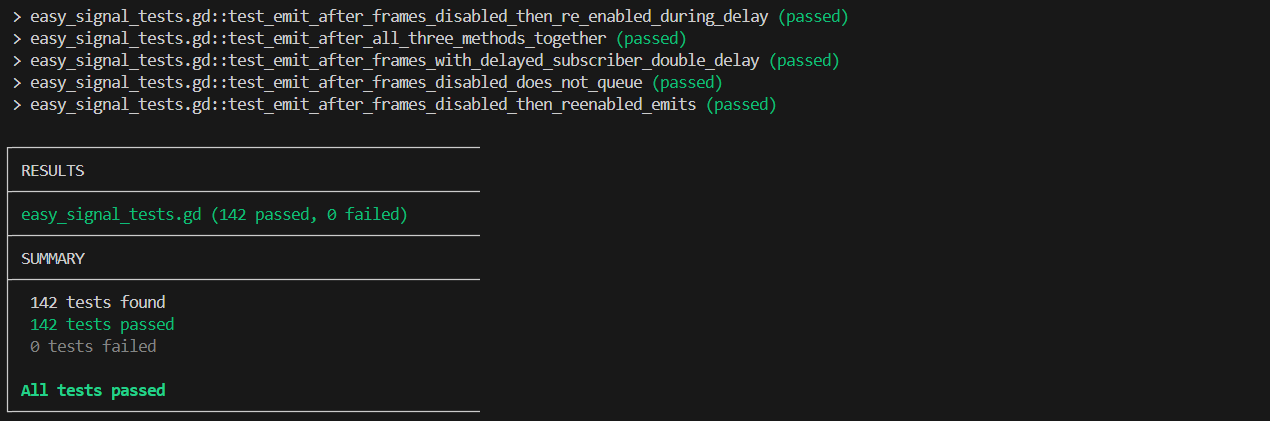 > easy_signal_tests.gd::test_emit_after_frames_disabled_then_re_enabled_during_delay (passed)
> easy_signal_tests.gd::test_emit_after_all_three_methods_together (passed)
> easy_signal_tests.gd::test_emit_after_frames_with_delayed_subscriber_double_delay (passed)
> easy_signal_tests.gd::test_emit_after_frames_disabled_does_not_queue (passed)
> easy_signal_tests.gd::test_emit_after_frames_disabled_then_reenabled_emits (passed)
RESULTS
easy_signal_tests.gd (142 passed, 0 failed)
SUMMARY
142 tests found
142 tests passed
0 tests failed
All tests passed